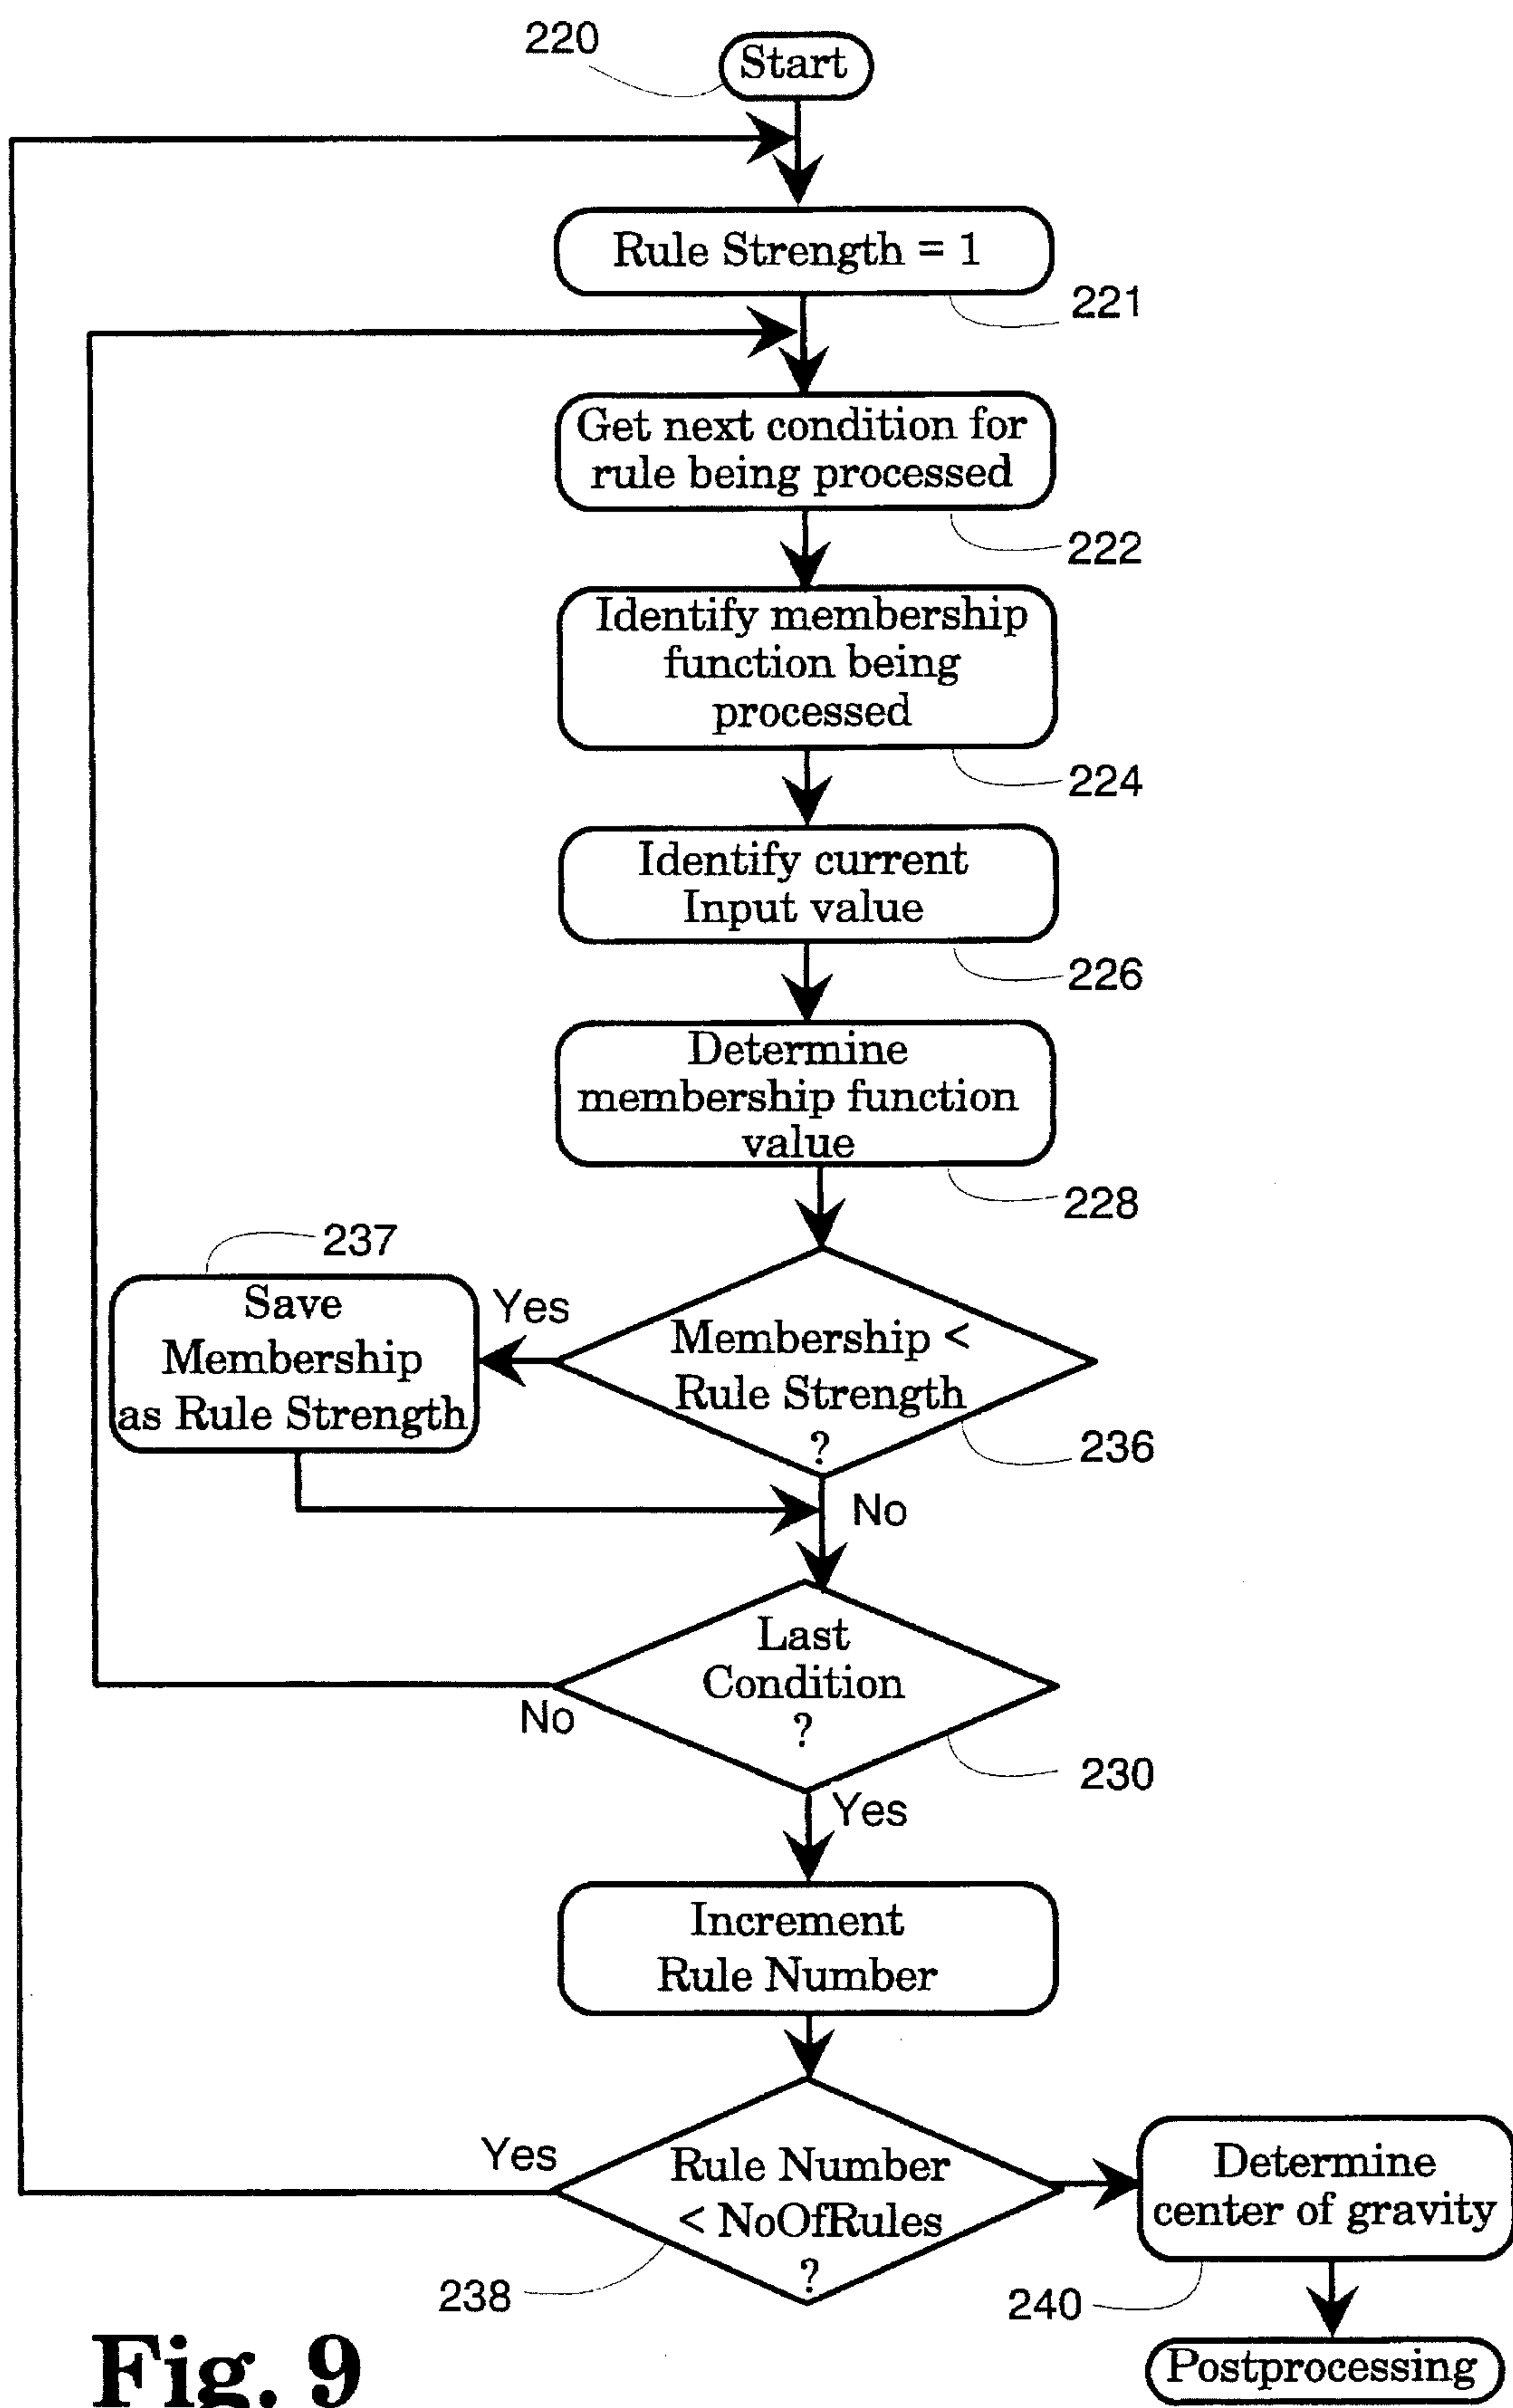 220
Start
Rule Strength = 1
221
Get next condition for
rule being processed
222
Identify membership
function being
processed
224
Identify current
Input value
226
Determine
membership function
value
228
237
Save
Membership
as Rule Strength
Yes
Membership <
Rule Strength
?
236
No
Last
Condition
?
No
230
Yes
Increment
Rule Number
Yes
Rule Number
< NoOfRules
?
238
Determine
center of gravity
240
Postprocessing
Fig. 9